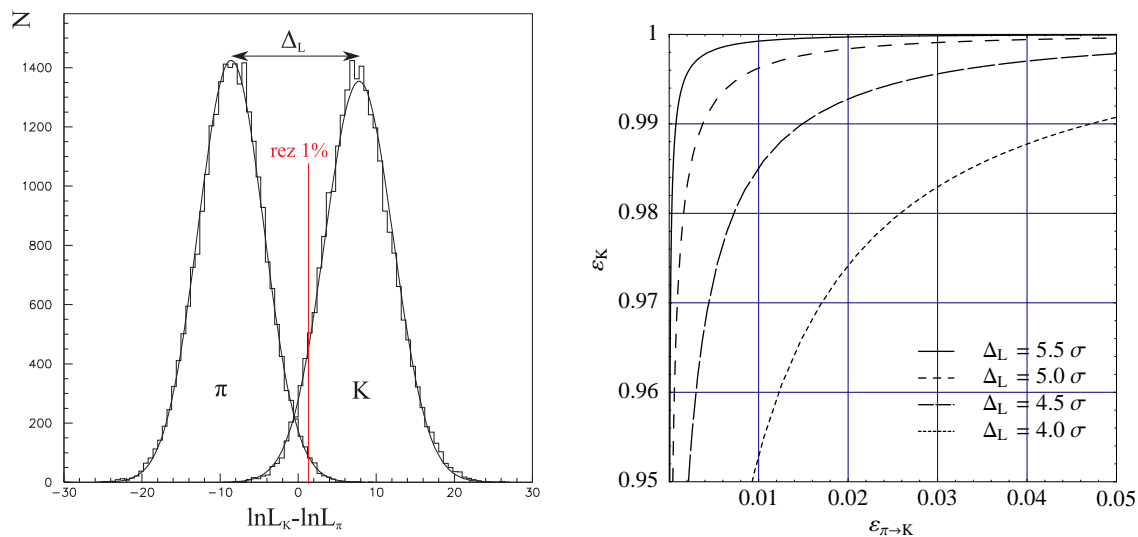 N
Δ_L
1400
1200
1000
800
600
400
200
0
rez 1%
π
K
−30
−20
−10
0
10
20
30
lnL_K-lnL_π
1
0.99
0.98
0.97
0.96
0.95
ε_K
Δ_L = 5.5 σ
Δ_L = 5.0 σ
Δ_L = 4.5 σ
Δ_L = 4.0 σ
0.01
0.02
0.03
0.04
0.05
ε_π→K